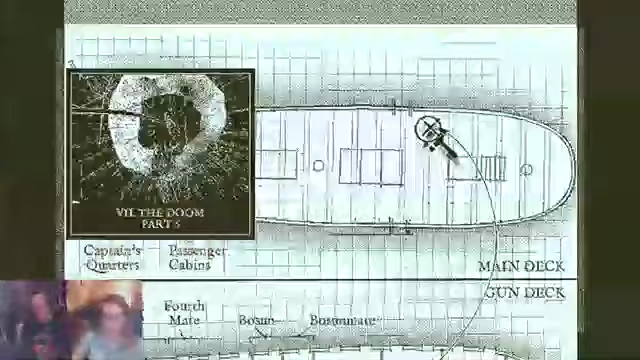 VII. THE DOOM
PART 5
Captain's
Quarters
Passenger
Cabins
MAIN DECK
GUN DECK
Fourth
Mate
Bosun
Bosunmate